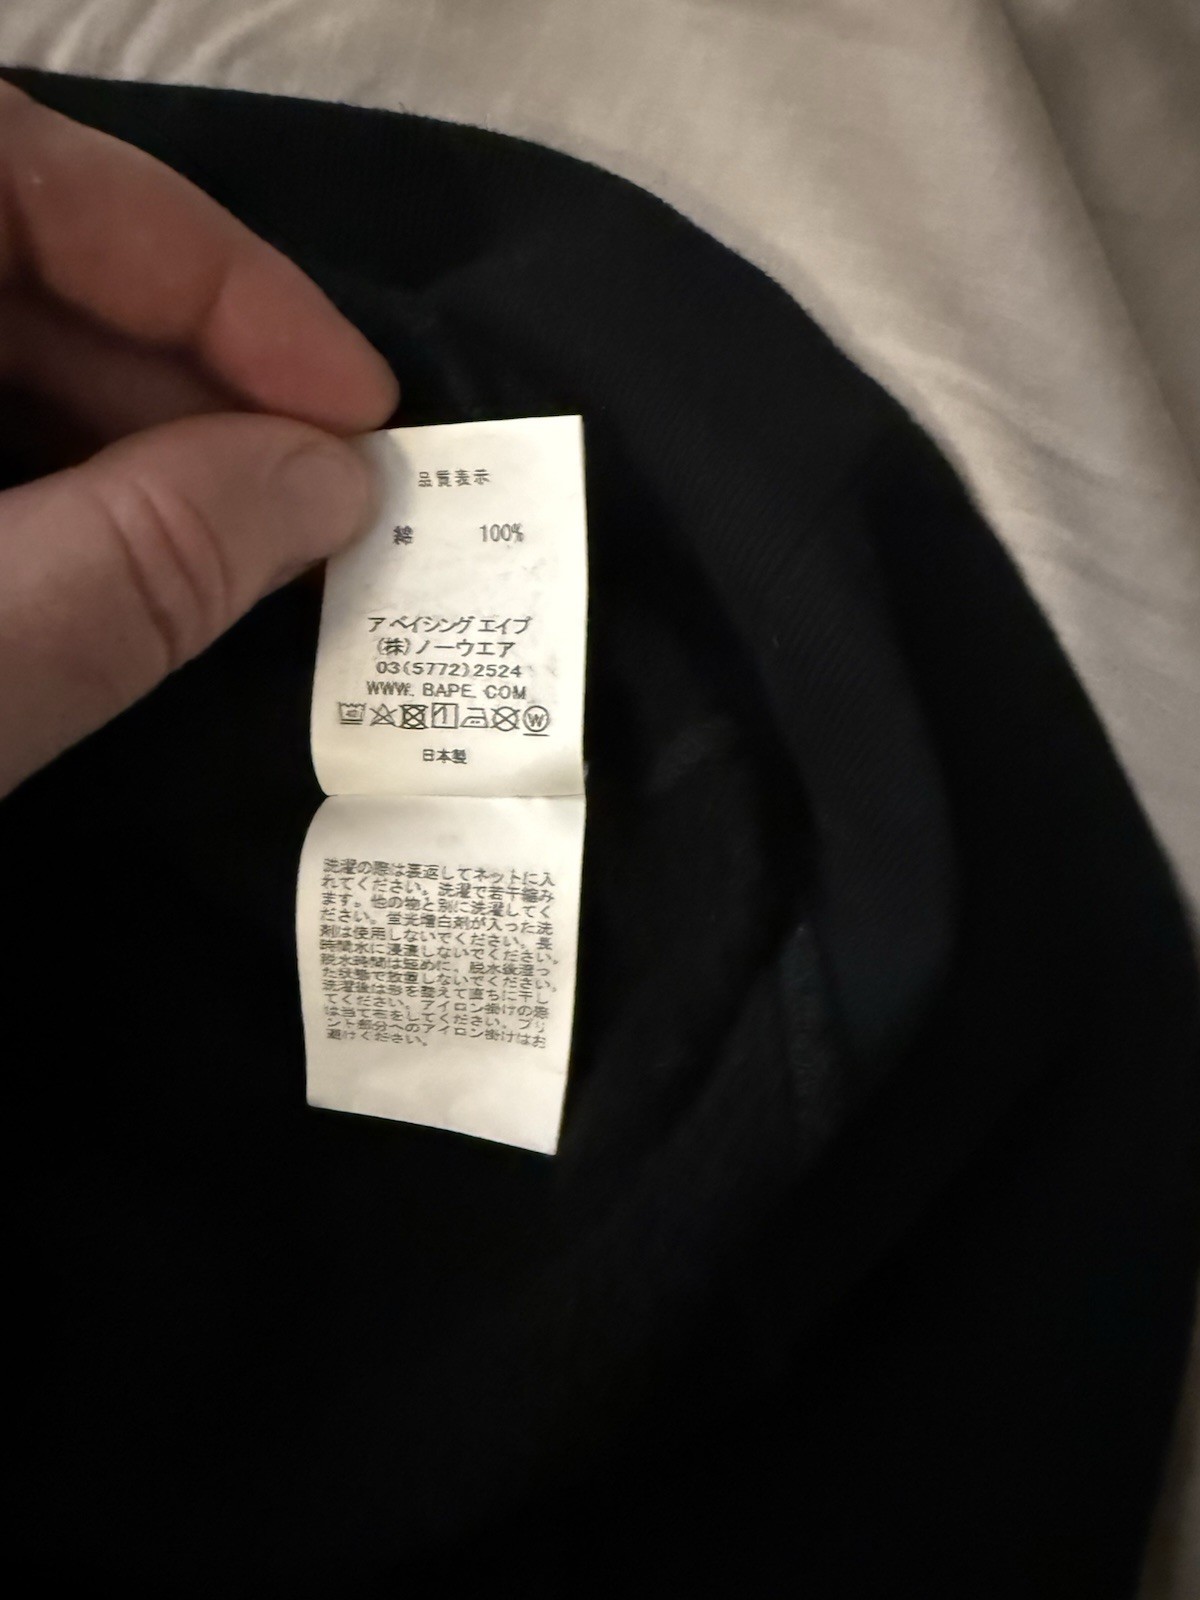 品質表示
綿 100%
ア ベイシング エイプ
(株)ノーウエア
03(5772)2524
WWW. BAPE. COM
W
日本製
洗濯の際は裏返してネットに入
れてください。洗濯で若干縮み
ます。他の物と別に洗濯してく
ださい。蛍光増白剤が入った洗
剤は使用しないでください。長
時間水に浸漬しないでください。
脱水時間は短めに、脱水後湿っ
た状態で放置しないでください。
洗濯後は形を整えて直ちに干し
てください。アイロン掛けの際
は当て布をしてください。プリ
ント部分へのアイロン掛けはお
避けください。